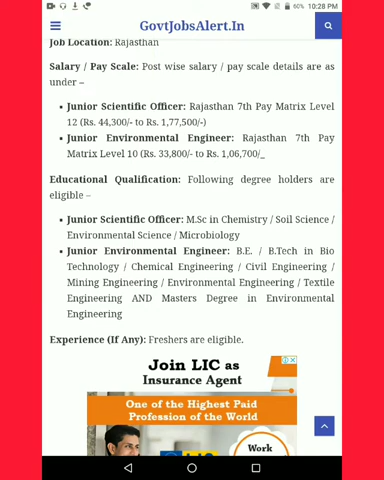 60% 10:28 PM
GovtJobsAlert.In
Job Location: Rajasthan
Salary / Pay Scale: Post wise salary / pay scale details are as
under –
Junior Scientific Officer: Rajasthan 7th Pay Matrix Level
12 (Rs. 44,300/- to Rs. 1,77,500/-)
Junior Environmental Engineer: Rajasthan 7th Pay
Matrix Level 10 (Rs. 33,800/- to Rs. 1,06,700/_
Educational Qualification: Following degree holders are
eligible –
Junior Scientific Officer: M.Sc in Chemistry / Soil Science /
Environmental Science / Microbiology
Junior Environmental Engineer: B.E. / B.Tech in Bio
Technology / Chemical Engineering / Civil Engineering /
Mining Engineering / Environmental Engineering / Textile
Engineering AND Masters Degree in Environmental
Engineering
Experience (If Any): Freshers are eligible.
Join LIC as
Insurance Agent
One of the Highest Paid
Profession of the World
Work